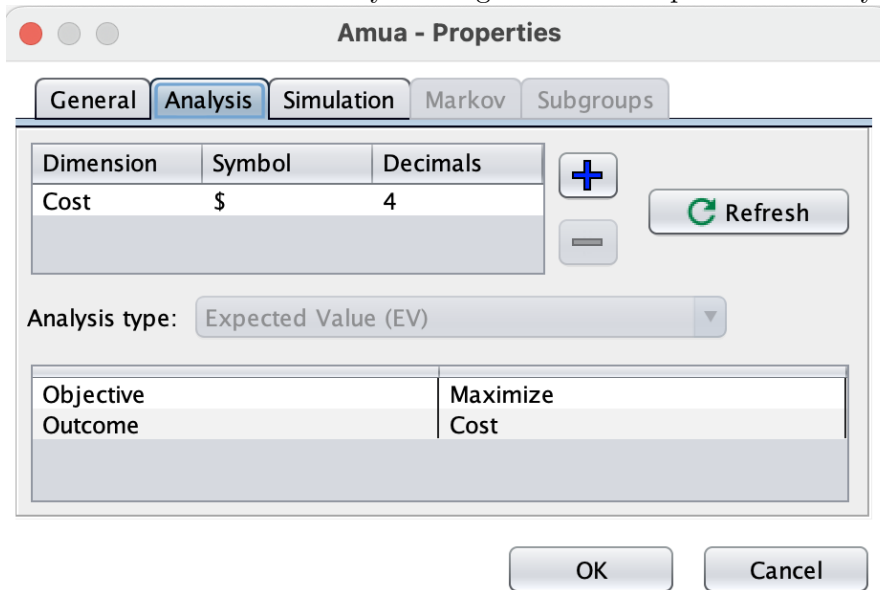 Amua - Properties
General Analysis Simulation Markov Subgroups
Dimension Symbol Decimals
Cost $ 4
Refresh
Analysis type: Expected Value (EV)
Objective Maximize
Outcome Cost
OK Cancel